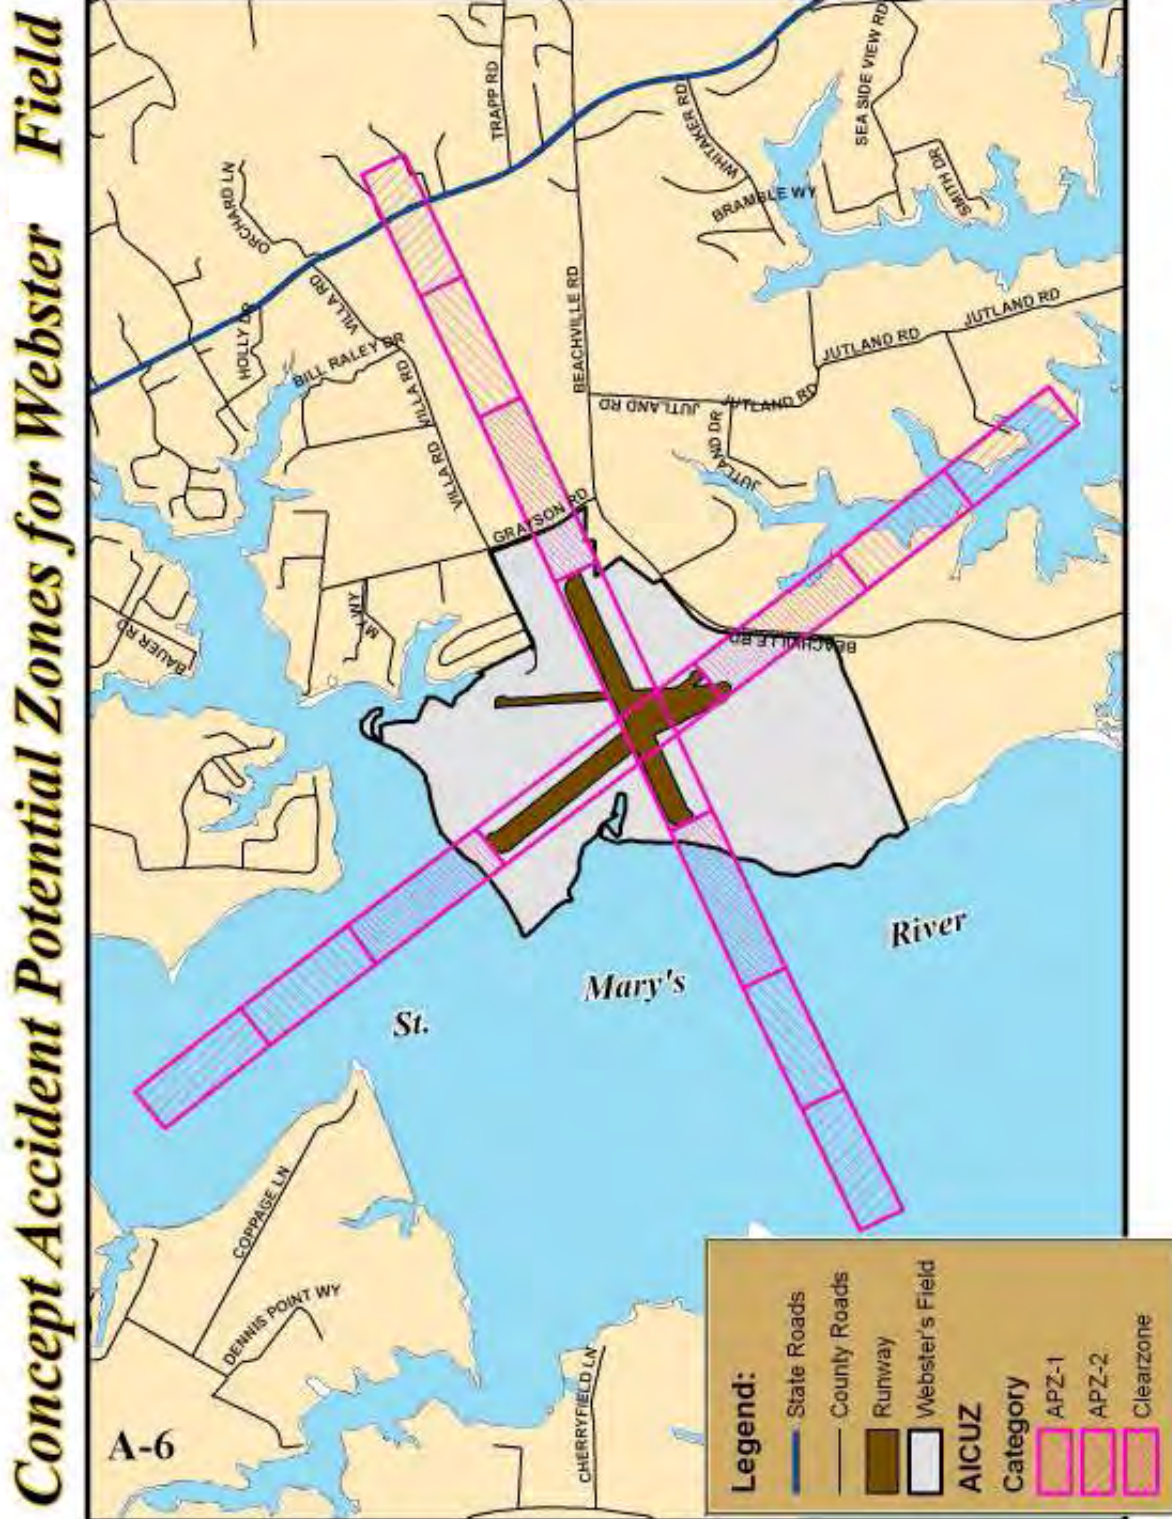 Concept Accident Potential Zones for Webster Field
A-6
COPPAGE LN
DENNIS POINT WY
CHERRYFIELD LN
St.
Mary's
River
BAUER RD
MY WY
ORCHARD LN
HOLLY DR
VILLA RD
BILL RALEY DR
VILLA RD
VILLA RD
GRAYSON RD
TRAPP RD
BEACHVILLE RD
BEACHVILLE RD
WHITAKER RD
BRAMBLE WY
SEA SIDE VIEW RD
SMITH DR
JUTLAND RD
JUTLAND RD
JUTLAND RD
JUTLAND RD
JUTLAND DR
Legend:
State Roads
County Roads
Runway
Webster's Field
AICUZ
Category
APZ-1
APZ-2
Clearzone